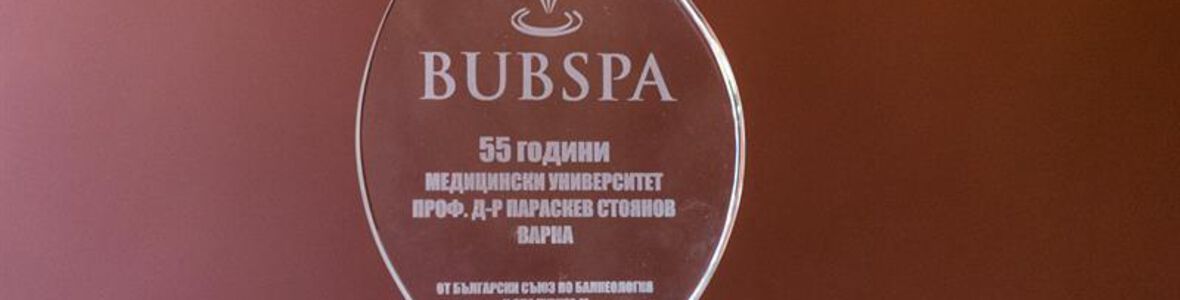 BUBSPA
55 ГОДИНИ
МЕДИЦИНСКИ УНИВЕРСИТЕТ
ПРОФ. Д-Р ПАРАСКЕВ СТОЯНОВ
ВАРНА
ОТ БЪЛГАРСКИ СЪЮЗ ПО БАЛНЕОЛОГИЯ